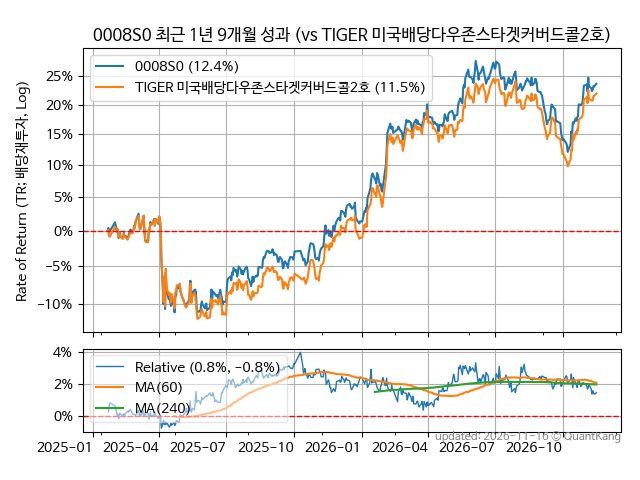 0008S0 최근 1년 9개월 성과 (vs TIGER 미국배당다우존스타겟커버드콜2호)
Rate of Return (TR: 배당재투자, Log)
0008S0 (12.4%)
TIGER 미국배당다우존스타겟커버드콜2호 (11.5%)
25%
20%
15%
10%
5%
0%
−5%
−10%
Relative (0.8%, −0.8%)
MA(60)
MA(240)
4%
2%
0%
2025-01 2025-04 2025-07 2025-10 2026-01 2026-04 2026-07 2026-10
updated: 2026-11-16 © QuantKang